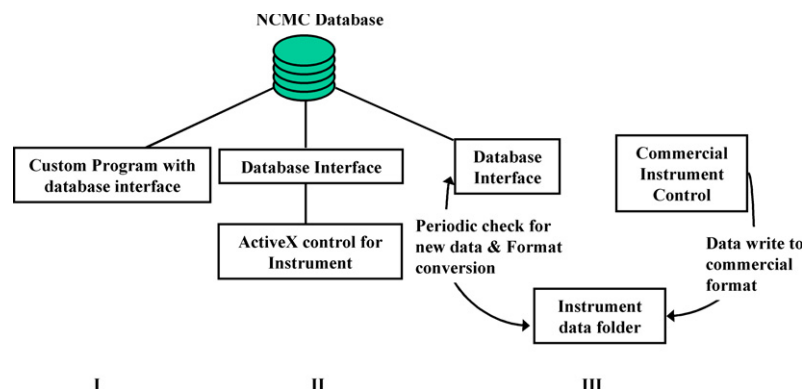 NCMC Database
Custom Program with
database interface
Database Interface
Database
Interface
Commercial
Instrument
Control
ActiveX control for
Instrument
Periodic check for
new data & Format
conversion
Data write to
commercial
format
Instrument
data folder
I
II
III